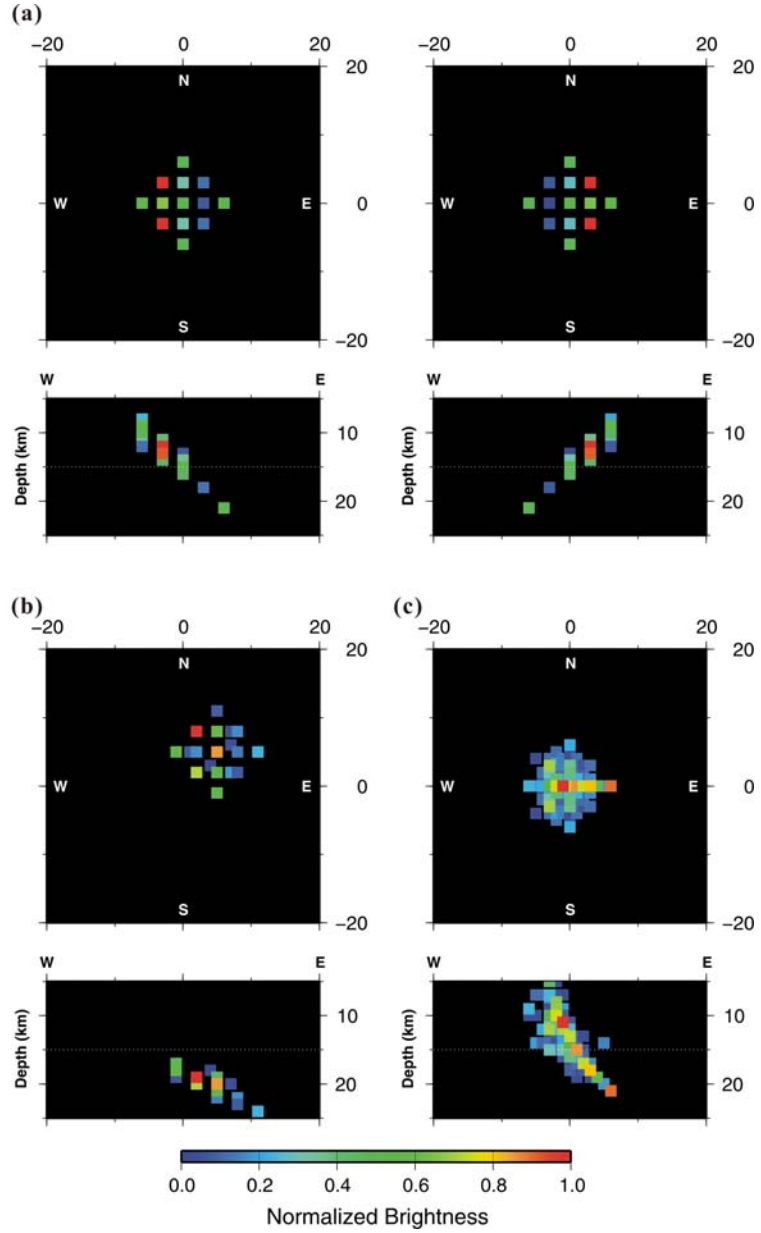 (a)
−20 0 20 −20 0 20
20 20
N N
W E 0 W E 0
S S
−20 −20
W E W E
Depth (km) 10 20 Depth (km) 10 20
(b) (c)
−20 0 20 −20 0 20
20 20
N N
W E 0 W E 0
S S
−20 −20
W E W E
Depth (km) 10 20 Depth (km) 10 20
0.0 0.2 0.4 0.6 0.8 1.0
Normalized Brightness